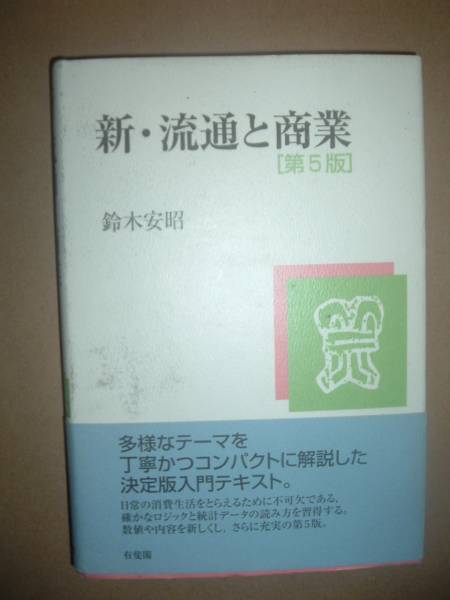 新・流通と商業
[第5版]
鈴木安昭
多様なテーマを
丁寧かつコンパクトに解説した
決定版入門テキスト。
日常の消費生活をとらえるために不可欠である、
確かなロジックと統計データの読み方を習得する。
数値や内容を新しくし、さらに充実の第5版。
有斐閣